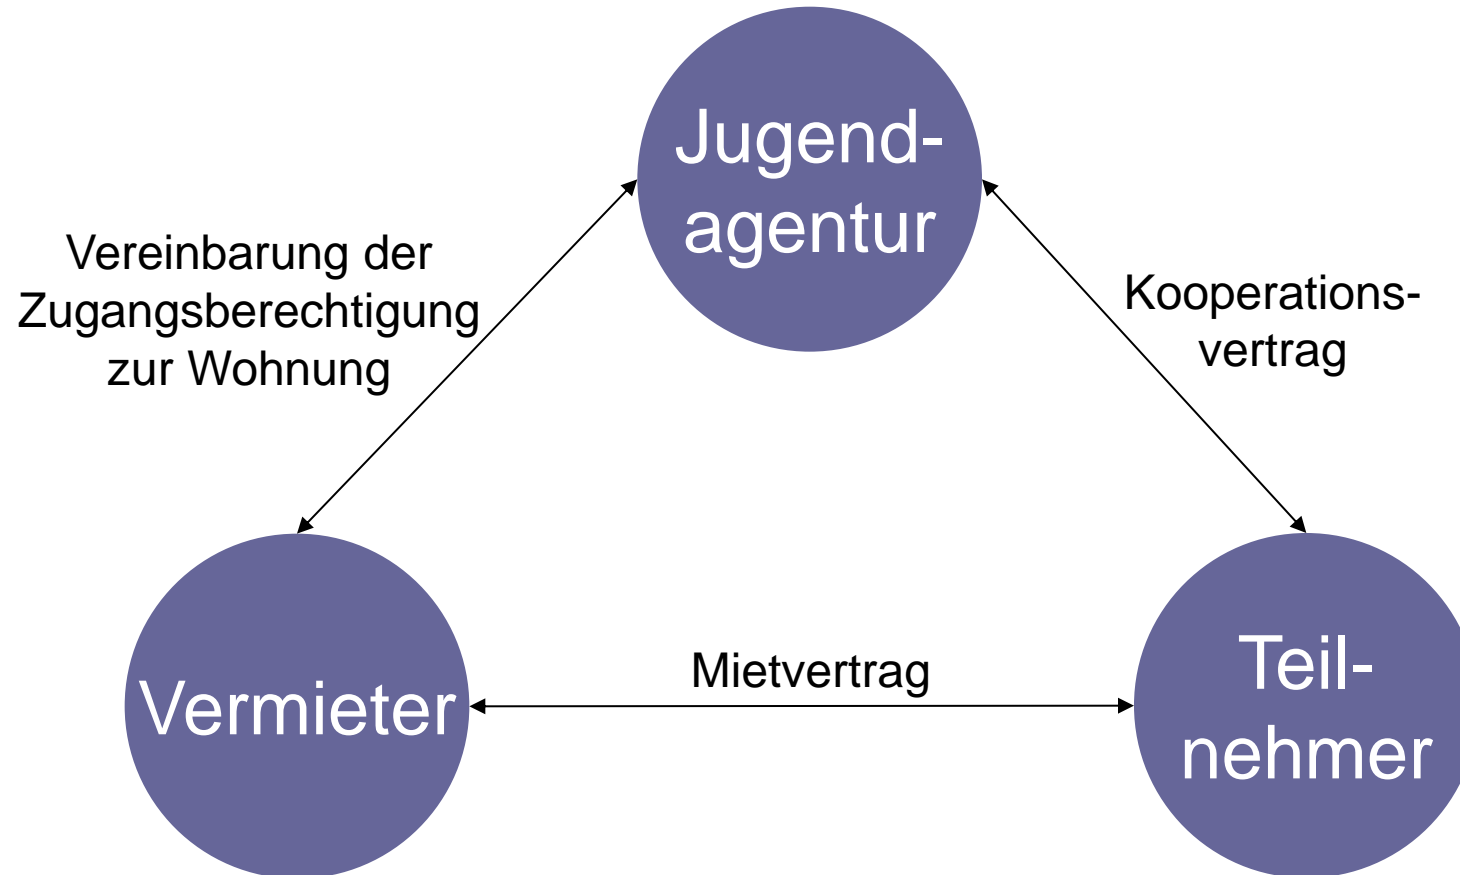 Jugend-
agentur
Vereinbarung der
Zugangsberechtigung
zur Wohnung
Kooperations-
vertrag
Vermieter
Mietvertrag
Teil-
nehmer